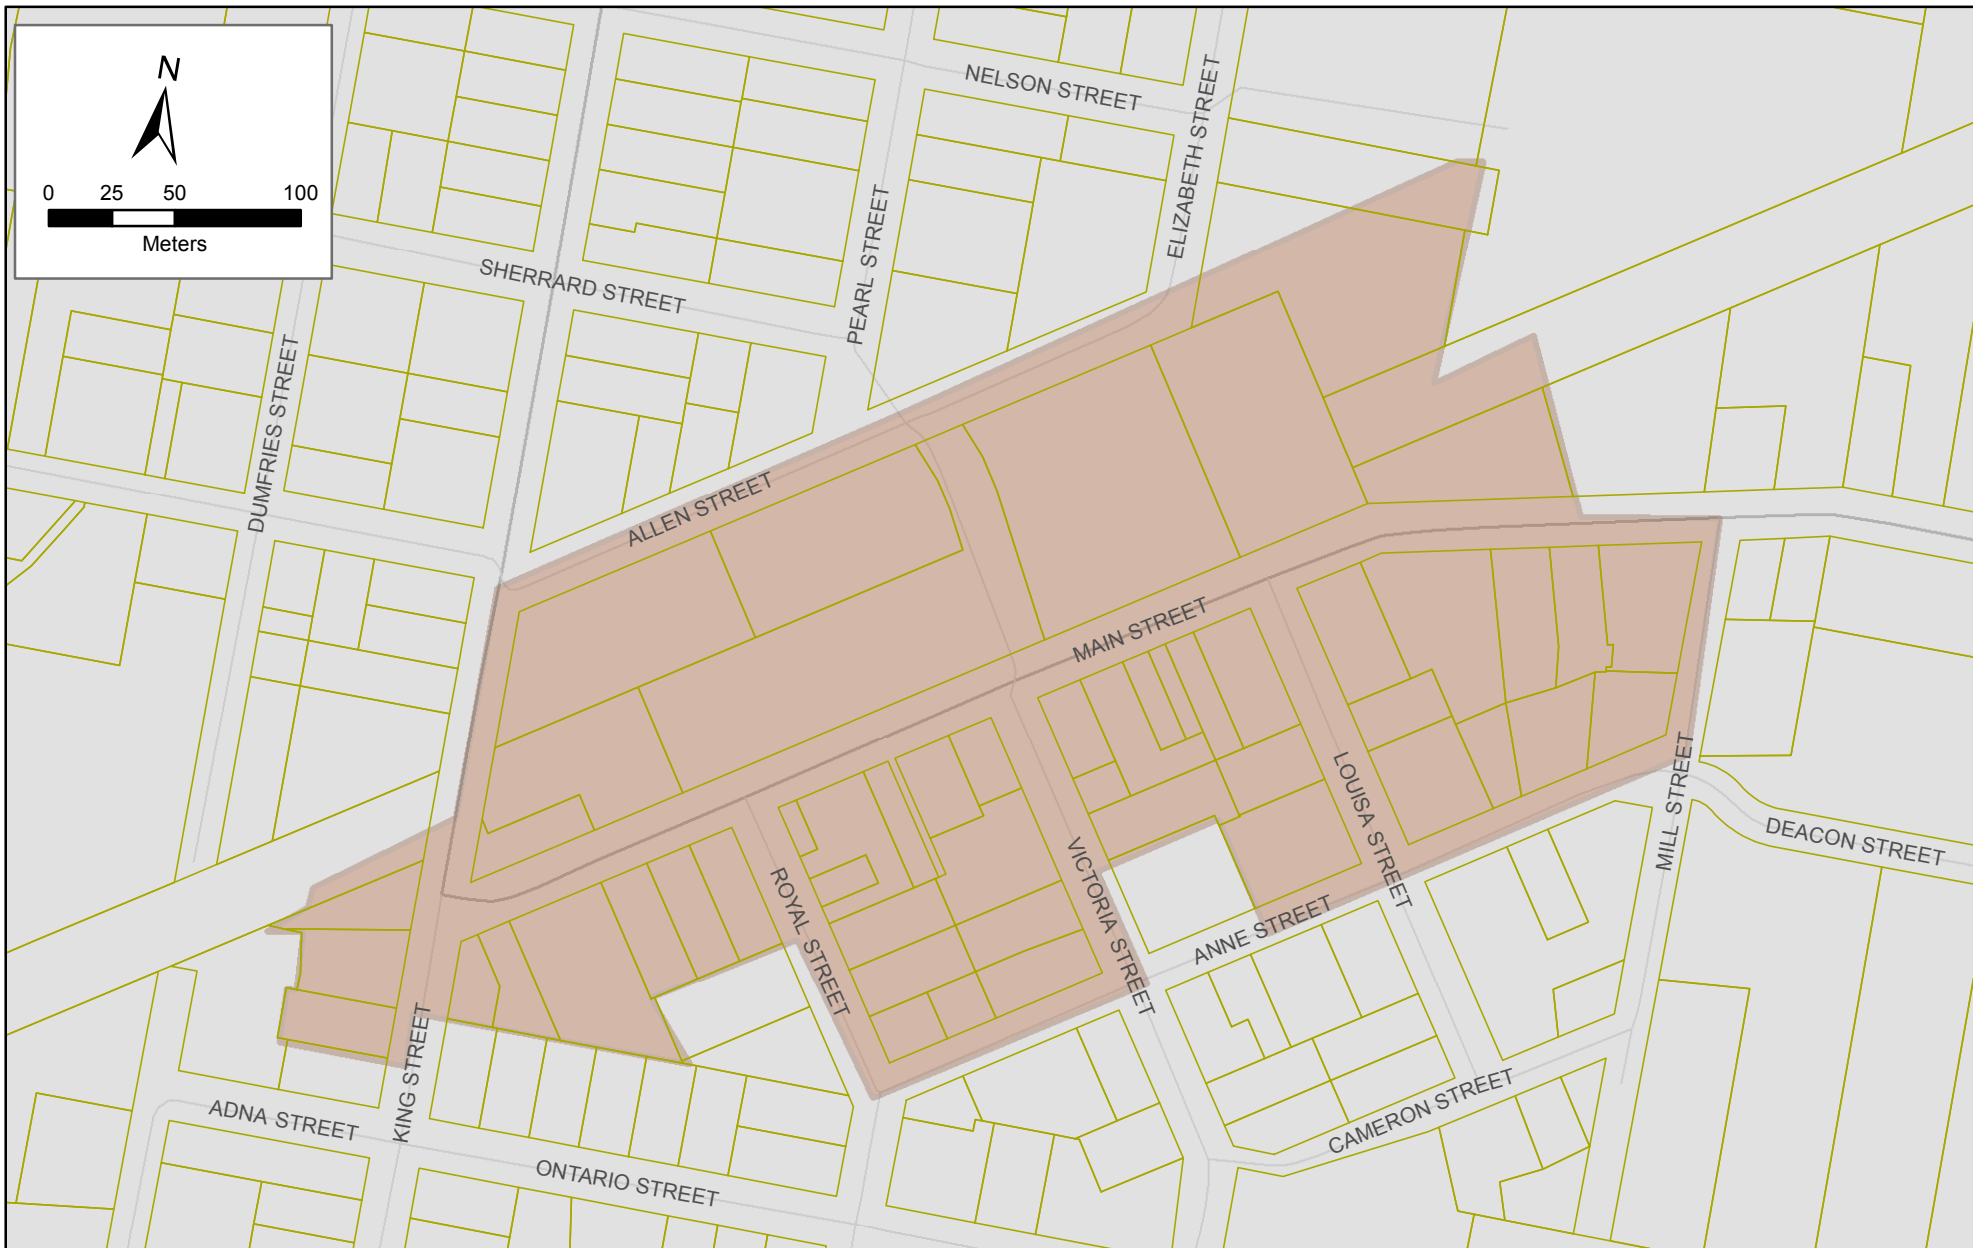 N
0 25 50 100
Meters
NELSON STREET
ELIZABETH STREET
PEARL STREET
SHERRARD STREET
DUMFRIES STREET
ALLEN STREET
MAIN STREET
LOUISA STREET
MILL STREET
DEACON STREET
VICTORIA STREET
ROYAL STREET
ANNE STREET
KING STREET
CAMERON STREET
ADNA STREET
ONTARIO STREET